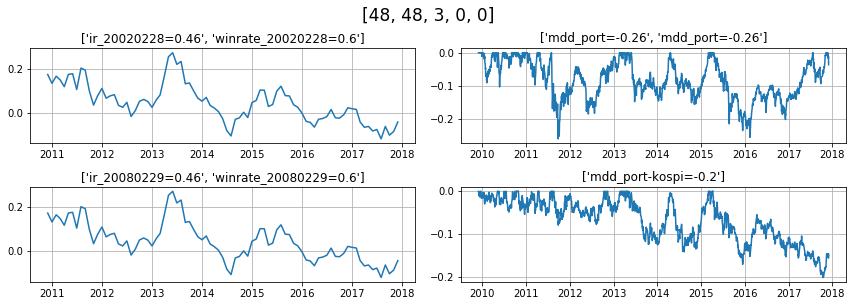 [48, 48, 3, 0, 0]
['ir_20020228=0.46', 'winrate_20020228=0.6']
0.2
0.0
2011 2012 2013 2014 2015 2016 2017 2018
['mdd_port=-0.26', 'mdd_port=-0.26']
0.0
−0.1
−0.2
2010 2011 2012 2013 2014 2015 2016 2017 2018
['ir_20080229=0.46', 'winrate_20080229=0.6']
0.2
0.0
2011 2012 2013 2014 2015 2016 2017 2018
['mdd_port-kospi=-0.2']
0.0
−0.1
−0.2
2010 2011 2012 2013 2014 2015 2016 2017 2018